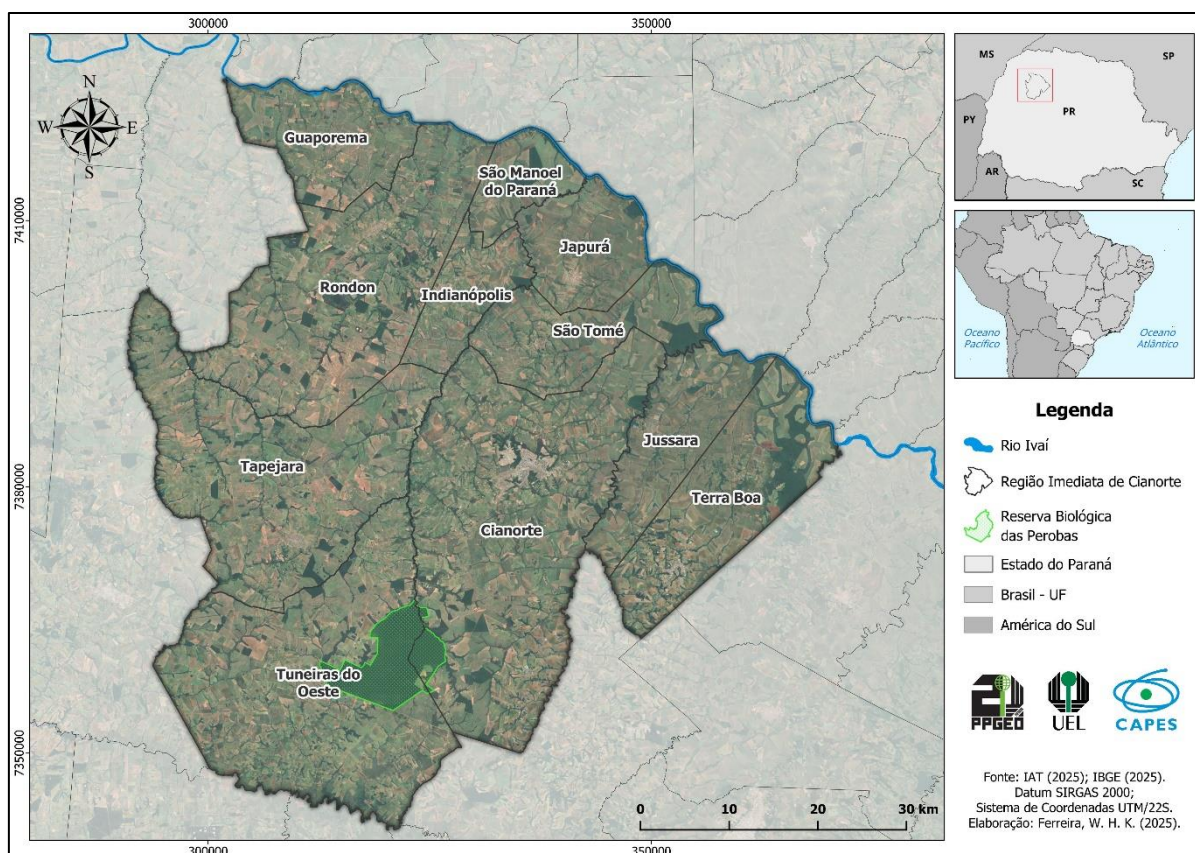 300000
350000
N
W
E
S
Guaporema
São Manoel
do Paraná
7410000
Japurá
Rondon
Indianópolis
São Tomé
Jussara
Tapejara
7380000
Terra Boa
Cianorte
Tuneiras do
Oeste
7350000
0 10 20 30 km
300000
350000
MS
SP
PY
PR
AR
SC
Oceano
Pacífico
Oceano
Atlântico
Legenda
Rio Ivaí
Região Imediata de Cianorte
Reserva Biológica
das Perobas
Estado do Paraná
Brasil - UF
América do Sul
PPGEO
UEL
CAPES
Fonte: IAT (2025); IBGE (2025).
Datum SIRGAS 2000;
Sistema de Coordenadas UTM/22S.
Elaboração: Ferreira, W. H. K. (2025).